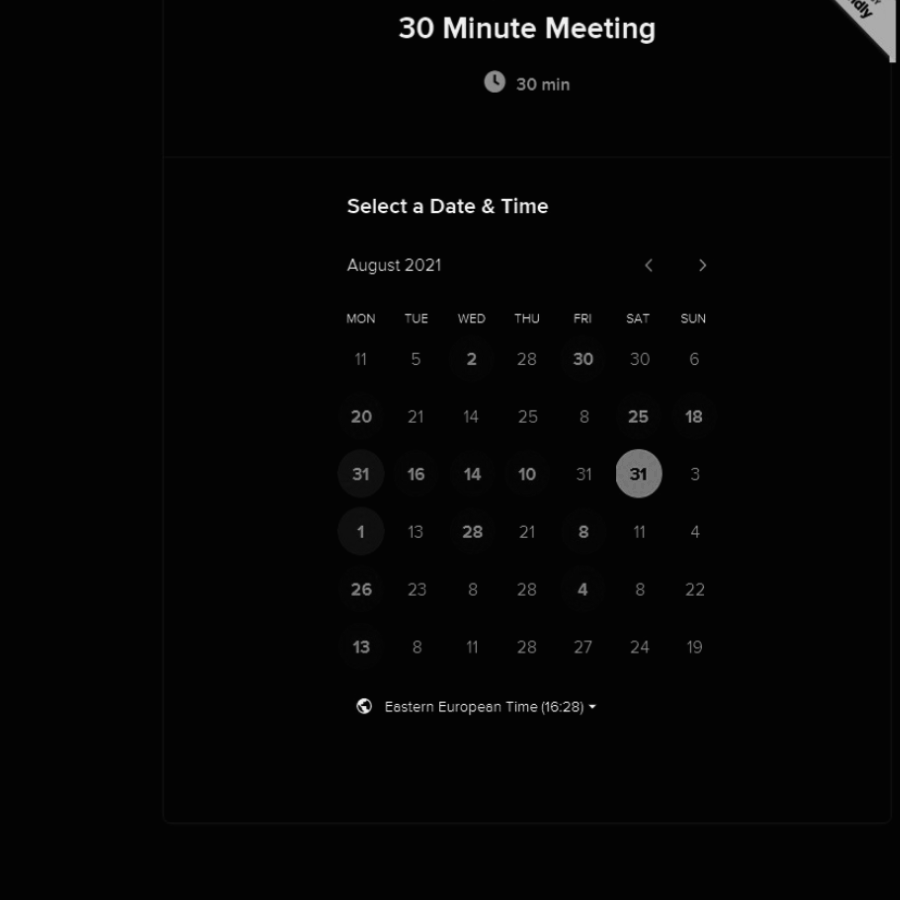 30 Minute Meeting
30 min
Select a Date & Time
August 2021
MON TUE WED THU FRI SAT SUN
11 5 2 28 30 30 6
20 21 14 25 8 25 18
31 16 14 10 31 31 3
1 13 28 21 8 11 4
26 23 8 28 4 8 22
13 8 11 28 27 24 19
Eastern European Time (16:28)